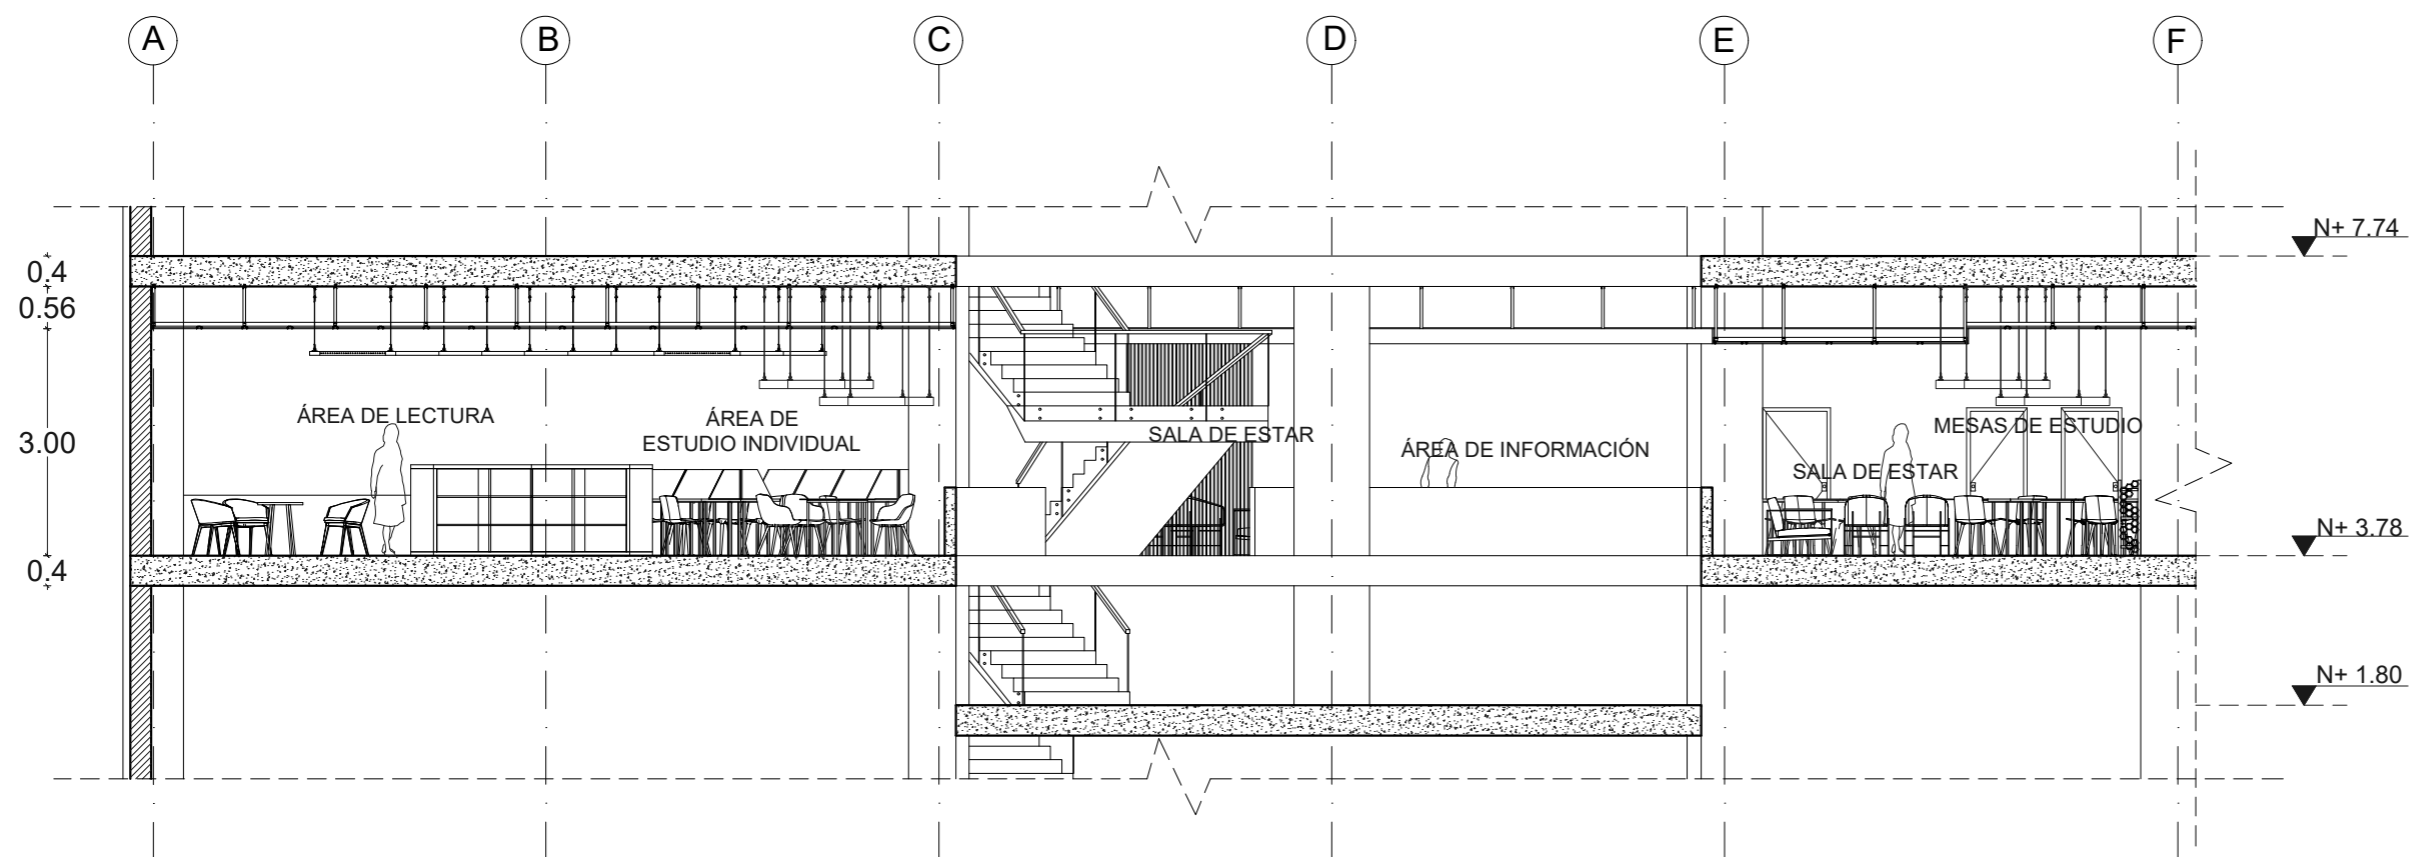 A B C D E F
N+ 7.74
0.4
0.56
ÁREA DE LECTURA
ÁREA DE
ESTUDIO INDIVIDUAL
SALA DE ESTAR
ÁREA DE INFORMACIÓN
MESAS DE ESTUDIO
SALA DE ESTAR
3.00
N+ 3.78
0.4
N+ 1.80